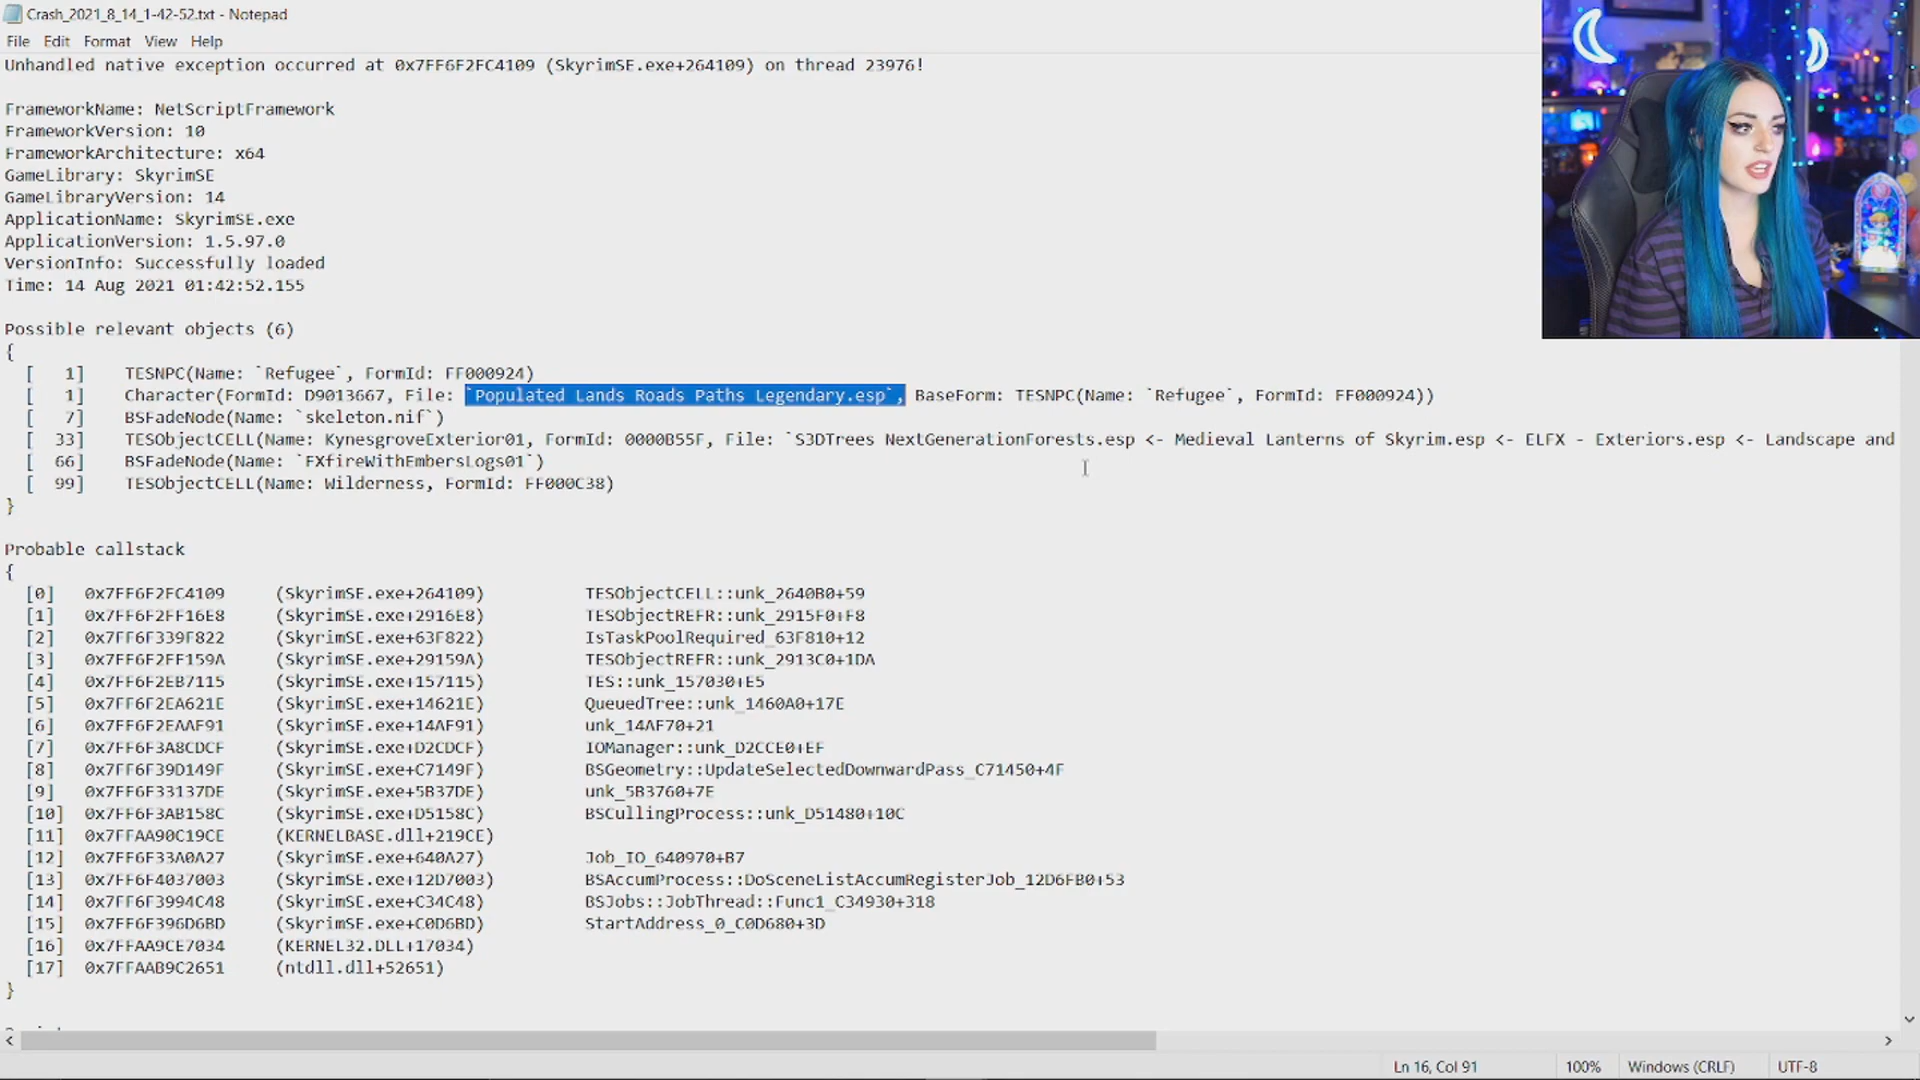 Crash_2021_8_14_1-42-52.txt - Notepad
File Edit Format View Help
Unhandled native exception occurred at 0x7FF6F2FC4109 (SkyrimSE.exe+264109) on thread 23976!
FrameworkName: NetScriptFramework
FrameworkVersion: 10
FrameworkArchitecture: x64
GameLibrary: SkyrimSE
GameLibraryVersion: 14
ApplicationName: SkyrimSE.exe
ApplicationVersion: 1.5.97.0
VersionInfo: Successfully loaded
Time: 14 Aug 2021 01:42:52.155
Possible relevant objects (6)
{
[ 1] TESNPC(Name: `Refugee`, FormId: FF000924)
[ 1] Character(FormId: D9013667, File: `Populated Lands Roads Paths Legendary.esp`, BaseForm: TESNPC(Name: `Refugee`, FormId: FF000924))
[ 7] BSFadeNode(Name: `skeleton.nif`)
[ 33] TESObjectCELL(Name: KynesgroveExterior01, FormId: 0000B55F, File: `S3DTrees NextGenerationForests.esp <- Medieval Lanterns of Skyrim.esp <- ELFX - Exteriors.esp <- Landscape and
[ 66] BSFadeNode(Name: `FXfireWithEmbersLogs01`)
[ 99] TESObjectCELL(Name: Wilderness, FormId: FF000C38)
}
Probable callstack
{
[0] 0x7FF6F2FC4109 (SkyrimSE.exe+264109) TESObjectCELL::unk_2640B0+59
[1] 0x7FF6F2FF16E8 (SkyrimSE.exe+2916E8) TESObjectREFR::unk_2915F0+F8
[2] 0x7FF6F339F822 (SkyrimSE.exe+63F822) IsTaskPoolRequired_63F810+12
[3] 0x7FF6F2FF159A (SkyrimSE.exe+29159A) TESObjectREFR::unk_2913C0+1DA
[4] 0x7FF6F2EB7115 (SkyrimSE.exe+157115) TES::unk_157030+E5
[5] 0x7FF6F2EA621E (SkyrimSE.exe+14621E) QueuedTree::unk_1460A0+17E
[6] 0x7FF6F2EAAF91 (SkyrimSE.exe+14AF91) unk_14AF70+21
[7] 0x7FF6F3A8CDCF (SkyrimSE.exe+D2CDCF) IOManager::unk_D2CCE0+EF
[8] 0x7FF6F39D149F (SkyrimSE.exe+C7149F) BSGeometry::UpdateSelectedDownwardPass_C71450+4F
[9] 0x7FF6F33137DE (SkyrimSE.exe+5B37DE) unk_5B3760+7E
[10] 0x7FF6F3AB158C (SkyrimSE.exe+D5158C) BSCullingProcess::unk_D51480+10C
[11] 0x7FFAA90C19CE (KERNELBASE.dll+219CE)
[12] 0x7FF6F33A0A27 (SkyrimSE.exe+640A27) Job_IO_640970+B7
[13] 0x7FF6F4037003 (SkyrimSE.exe+12D7003) BSAccumProcess::DoSceneListAccumRegisterJob_12D6FB0+53
[14] 0x7FF6F3994C48 (SkyrimSE.exe+C34C48) BSJobs::JobThread::Func1_C34930+318
[15] 0x7FF6F396D6BD (SkyrimSE.exe+C0D6BD) StartAddress_0_C0D680+3D
[16] 0x7FFAA9CE7034 (KERNEL32.DLL+17034)
[17] 0x7FFAAB9C2651 (ntdll.dll+52651)
}
Ln 16, Col 91 100% Windows (CRLF) UTF-8